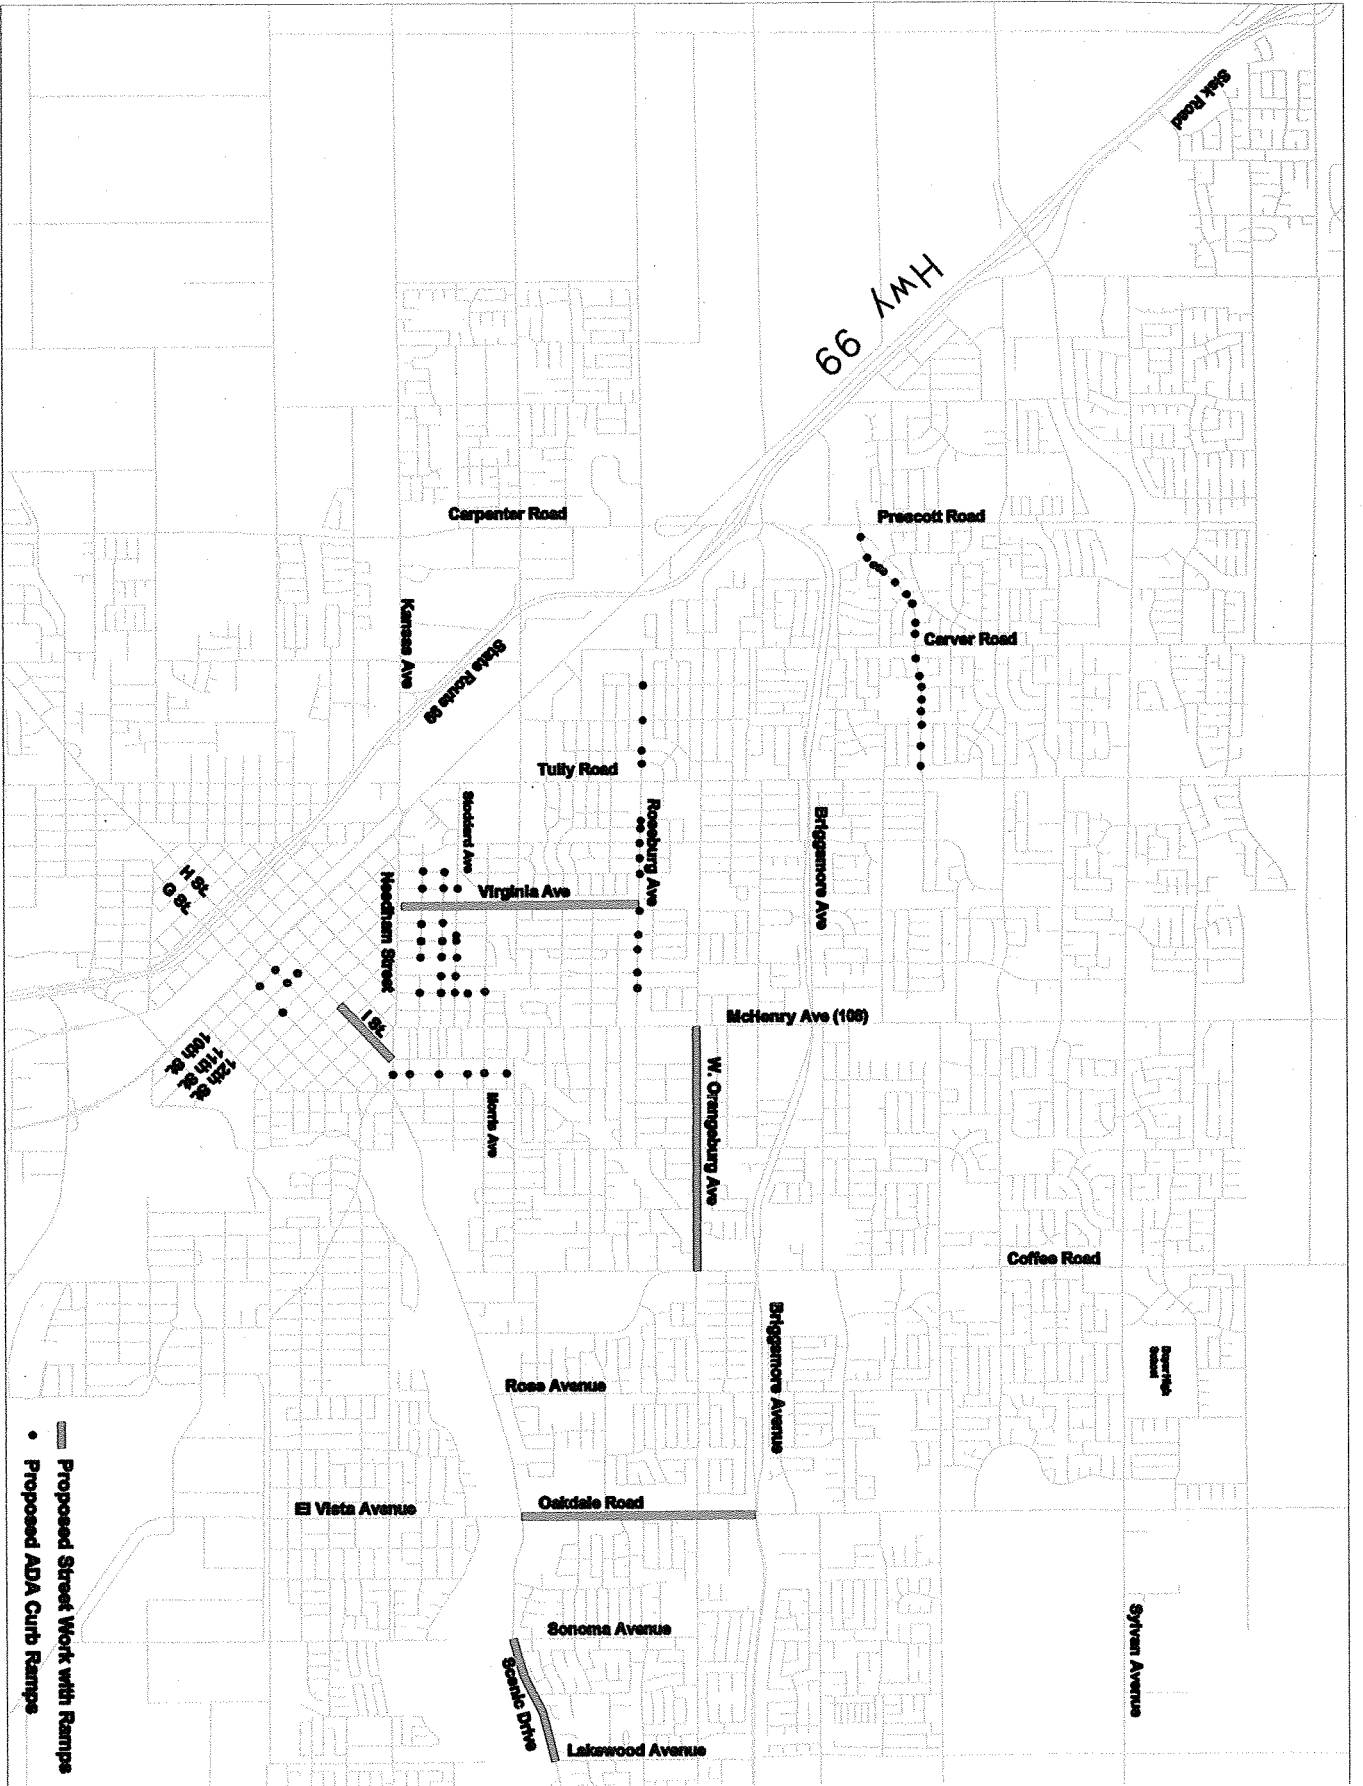 Sisk Road
Hwy 99
Carpenter Road
Prescott Road
Kansas Ave
State Route 99
Carver Road
Tully Road
Stoddard Ave
Roseburg Ave
Briggsmore Ave
H St.
G St.
Needham Street
Virginia Ave
McHenry Ave (108)
I St.
12th St.
11th St.
10th St.
Morris Ave
W. Orangeburg Ave
Coffee Road
Briggsmore Avenue
Beyer High
School
Rose Avenue
El Vista Avenue
Oakdale Road
Sonoma Avenue
Sylvan Avenue
Scenic Drive
Lakewood Avenue
Proposed Street Work with Ramps
Proposed ADA Curb Ramps